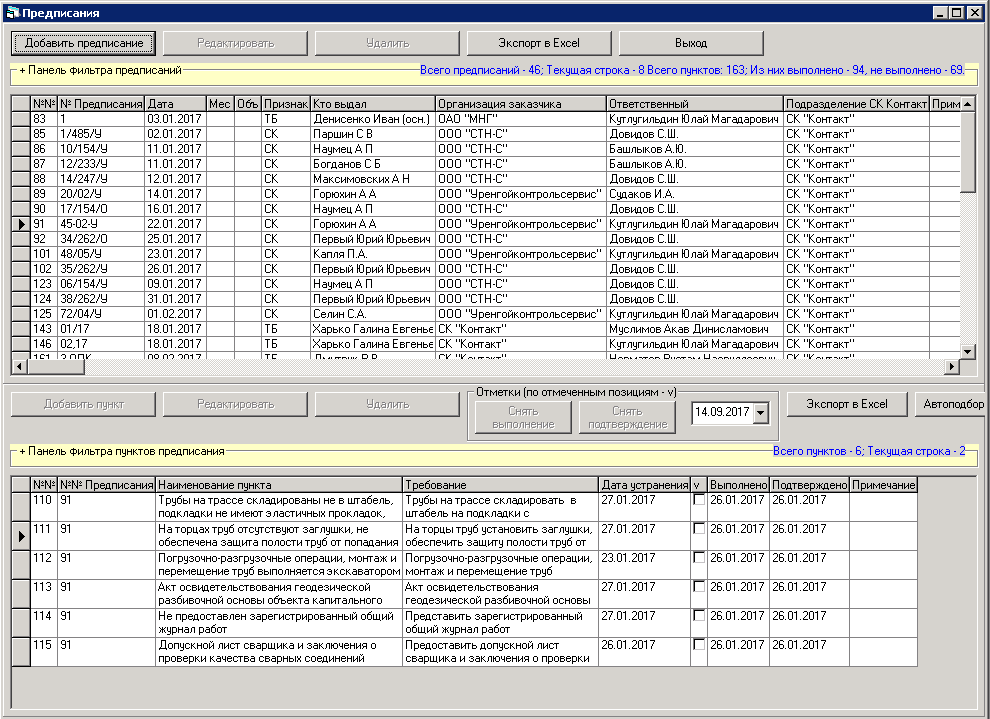 Предписания
Добавить предписание Редактировать Удалить Экспорт в Excel Выход
+ Панель фильтра предписаний Всего предписаний - 46; Текущая строка - 8 Всего пунктов: 163; Из них выполнено - 94, не выполнено - 69.
№№ № Предписания Дата Мес Объ Признак Кто выдал Организация заказчика Ответственный Подразделение СК Контакт Прим
83 1 03.01.2017 ТБ Денисенко Иван (осн.) ОАО "МНГ" Кутлугильдин Юлай Магадарович СК "Контакт"
85 1/485/У 02.01.2017 СК Паршин С В ООО "СТН-С" Довидов С.Ш. СК "Контакт"
86 10/154/У 11.01.2017 СК Наумец А П ООО "СТН-С" Башлыков А.Ю. СК "Контакт"
87 12/233/У 11.01.2017 СК Богданов С Б ООО "СТН-С" Башлыков А.Ю. СК "Контакт"
88 14/247/У 12.01.2017 СК Максимовских А Н ООО "СТН-С" Довидов С.Ш. СК "Контакт"
89 20/02/У 14.01.2017 СК Горюхин А А ООО "Уренгойконтрольсервис" Судаков И.А. СК "Контакт"
90 17/154/О 16.01.2017 СК Наумец А П ООО "СТН-С" Довидов С.Ш. СК "Контакт"
91 45-02-У 22.01.2017 СК Горюхин А А ООО "Уренгойконтрольсервис" Кутлугильдин Юлай Магадарович СК "Контакт"
92 34/262/О 25.01.2017 СК Первый Юрий Юрьевич ООО "СТН-С" Довидов С.Ш. СК "Контакт"
101 48/05/У 23.01.2017 СК Капля П.А. ООО "Уренгойконтрольсервис" Кутлугильдин Юлай Магадарович СК "Контакт"
102 35/262/У 26.01.2017 СК Первый Юрий Юрьевич ООО "СТН-С" Довидов С.Ш. СК "Контакт"
123 06/154/У 09.01.2017 СК Наумец А П ООО "СТН-С" Довидов С.Ш. СК "Контакт"
124 38/262/У 31.01.2017 СК Первый Юрий Юрьевич ООО "СТН-С" Довидов С.Ш. СК "Контакт"
125 72/04/У 01.02.2017 СК Селин С.А. ООО "Уренгойконтрольсервис" Кутлугильдин Юлай Магадарович СК "Контакт"
143 01/17 18.01.2017 ТБ Харько Галина Евгенье СК "Контакт" Муслимов Акав Динисламович СК "Контакт"
146 02,17 18.01.2017 ТБ Харько Галина Евгенье СК "Контакт" Кутлугильдин Юлай Магадарович СК "Контакт"
Добавить пункт Редактировать Удалить Отметки (по отмеченным позициям - v) Снять выполнение Снять подтверждение 14.09.2017 Экспорт в Excel Автоподбор
+ Панель фильтра пунктов предписания Всего пунктов - 6; Текущая строка - 2
№№ №№ Предписания Наименование пункта Требование Дата устранения v Выполнено Подтверждено Примечание
110 91 Трубы на трассе складированы не в штабель, Трубы на трассе складировать в 27.01.2017 26.01.2017 26.01.2017
подкладки не имеют эластичных прокладок, штабель на подкладки с
111 91 На торцах труб отсутствуют заглушки, не На торцы труб установить заглушки, 27.01.2017 26.01.2017 26.01.2017
обеспечена защита полости труб от попадания обеспечить защиту полости труб от
112 91 Погрузочно-разгрузочные операции, монтаж и Погрузочно-разгрузочные операции, 23.01.2017 26.01.2017 26.01.2017
перемещение труб выполняется экскаватором монтаж и перемещение труб
113 91 Акт освидетельствования геодезической Акт освидетельствования 27.01.2017 26.01.2017 26.01.2017
разбивочной основы объекта капитального геодезической разбивочной основы
114 91 Не предоставлен зарегистрированный общий Представить зарегистрированный 27.01.2017 26.01.2017 26.01.2017
журнал работ общий журнал работ
115 91 Допускной лист сварщика и заключения о Предоставить допускной лист 26.01.2017 26.01.2017 26.01.2017
проверки качества сварных соединений сварщика и заключения о проверки